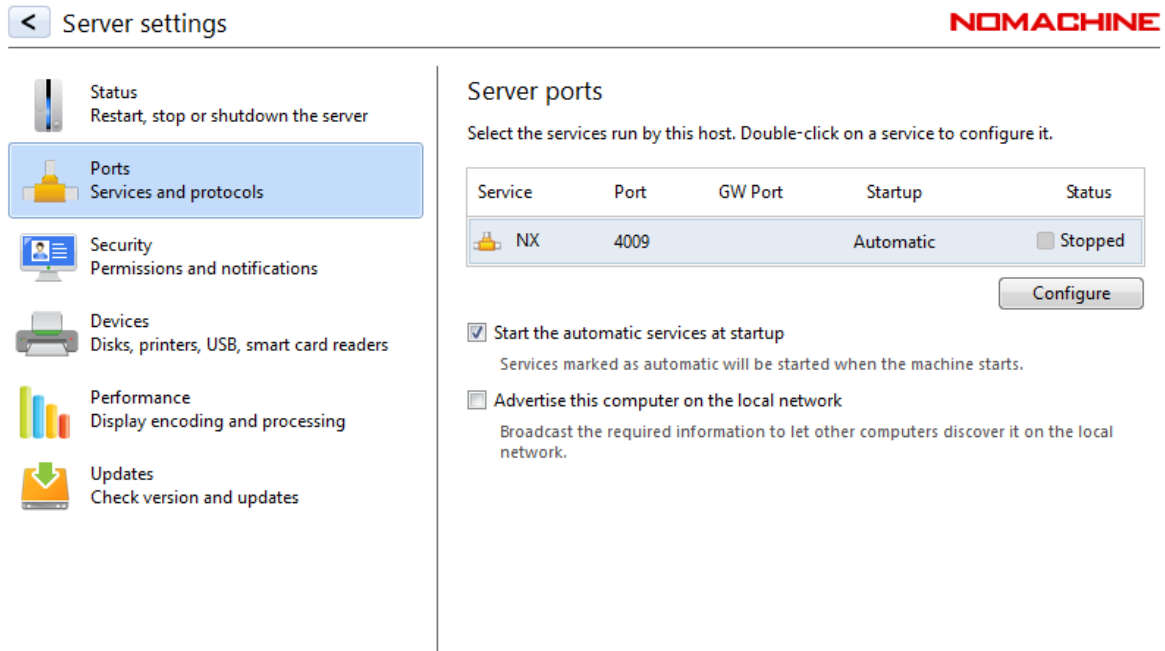 < Server settings
NOMACHINE
Status
Restart, stop or shutdown the server
Ports
Services and protocols
Security
Permissions and notifications
Devices
Disks, printers, USB, smart card readers
Performance
Display encoding and processing
Updates
Check version and updates
Server ports
Select the services run by this host. Double-click on a service to configure it.
Service Port GW Port Startup Status
NX 4009 Automatic Stopped
Configure
Start the automatic services at startup
Services marked as automatic will be started when the machine starts.
Advertise this computer on the local network
Broadcast the required information to let other computers discover it on the local
network.